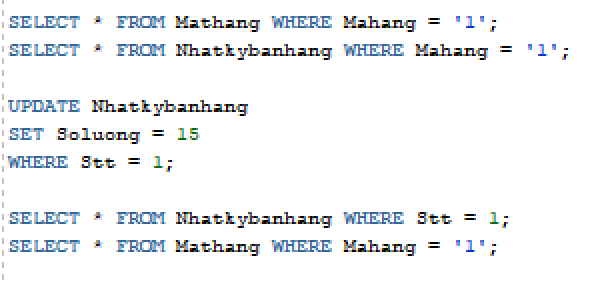 SELECT * FROM Mathang WHERE Mahang = '1';
SELECT * FROM Nhatkybanhang WHERE Mahang = '1';
UPDATE Nhatkybanhang
SET Soluong = 15
WHERE Stt = 1;
SELECT * FROM Nhatkybanhang WHERE Stt = 1;
SELECT * FROM Mathang WHERE Mahang = '1';